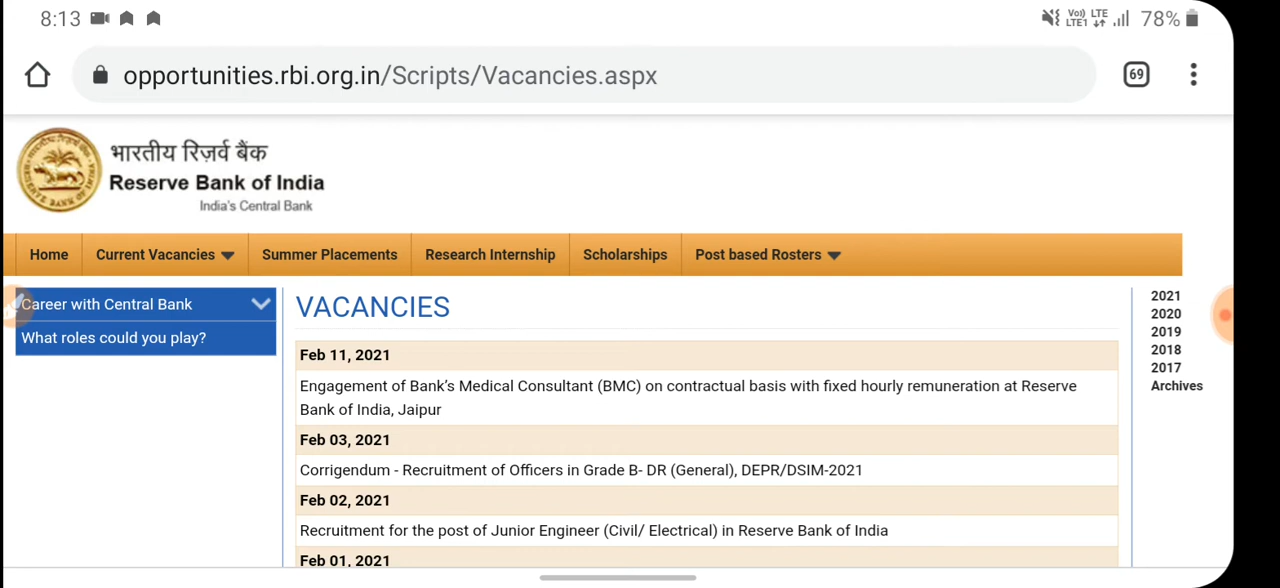 8:13
Vo)) LTE
LTE1
78%
opportunities.rbi.org.in/Scripts/Vacancies.aspx
69
भारतीय रिज़र्व बैंक
Reserve Bank of India
India's Central Bank
Home Current Vacancies Summer Placements Research Internship Scholarships Post based Rosters
Career with Central Bank
What roles could you play?
VACANCIES
Feb 11, 2021
Engagement of Bank's Medical Consultant (BMC) on contractual basis with fixed hourly remuneration at Reserve
Bank of India, Jaipur
Feb 03, 2021
Corrigendum - Recruitment of Officers in Grade B- DR (General), DEPR/DSIM-2021
Feb 02, 2021
Recruitment for the post of Junior Engineer (Civil/ Electrical) in Reserve Bank of India
Feb 01, 2021
2021
2020
2019
2018
2017
Archives